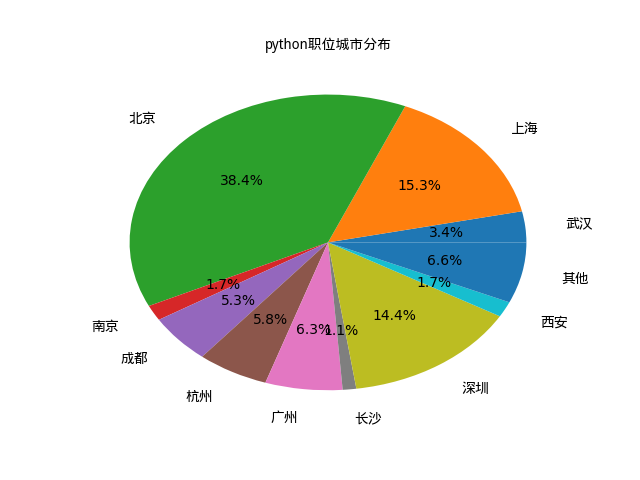 python职位城市分布
北京
上海
38.4%
15.3%
武汉
3.4%
6.6%
其他
1.7%
1.7%
西安
5.3%
南京
5.8%
14.4%
6.3%
1.1%
成都
深圳
杭州
广州
长沙